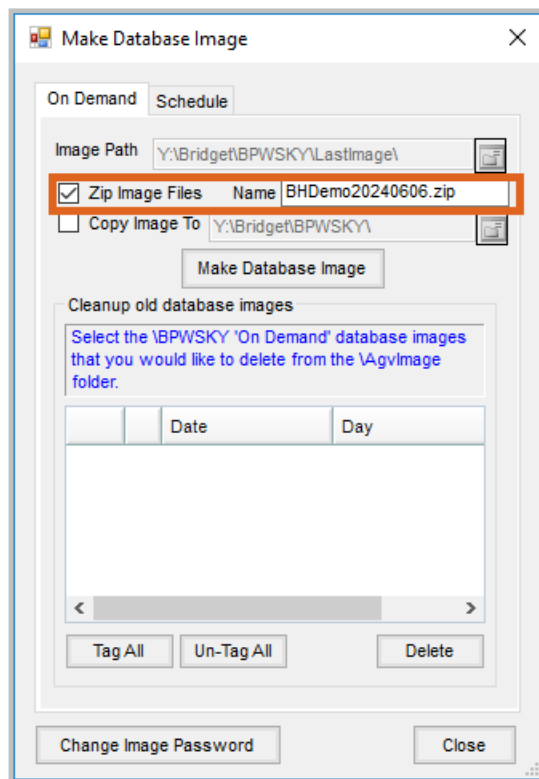 Make Database Image
On Demand Schedule
Image Path Y:\Bridget\BPWSKY\LastImage\
Zip Image Files Name BHDemo20240606.zip
Copy Image To Y:\Bridget\BPWSKY\
Make Database Image
Cleanup old database images
Select the \BPWSKY 'On Demand' database images
that you would like to delete from the \AgvImage
folder.
Date Day
Tag All Un-Tag All Delete
Change Image Password Close